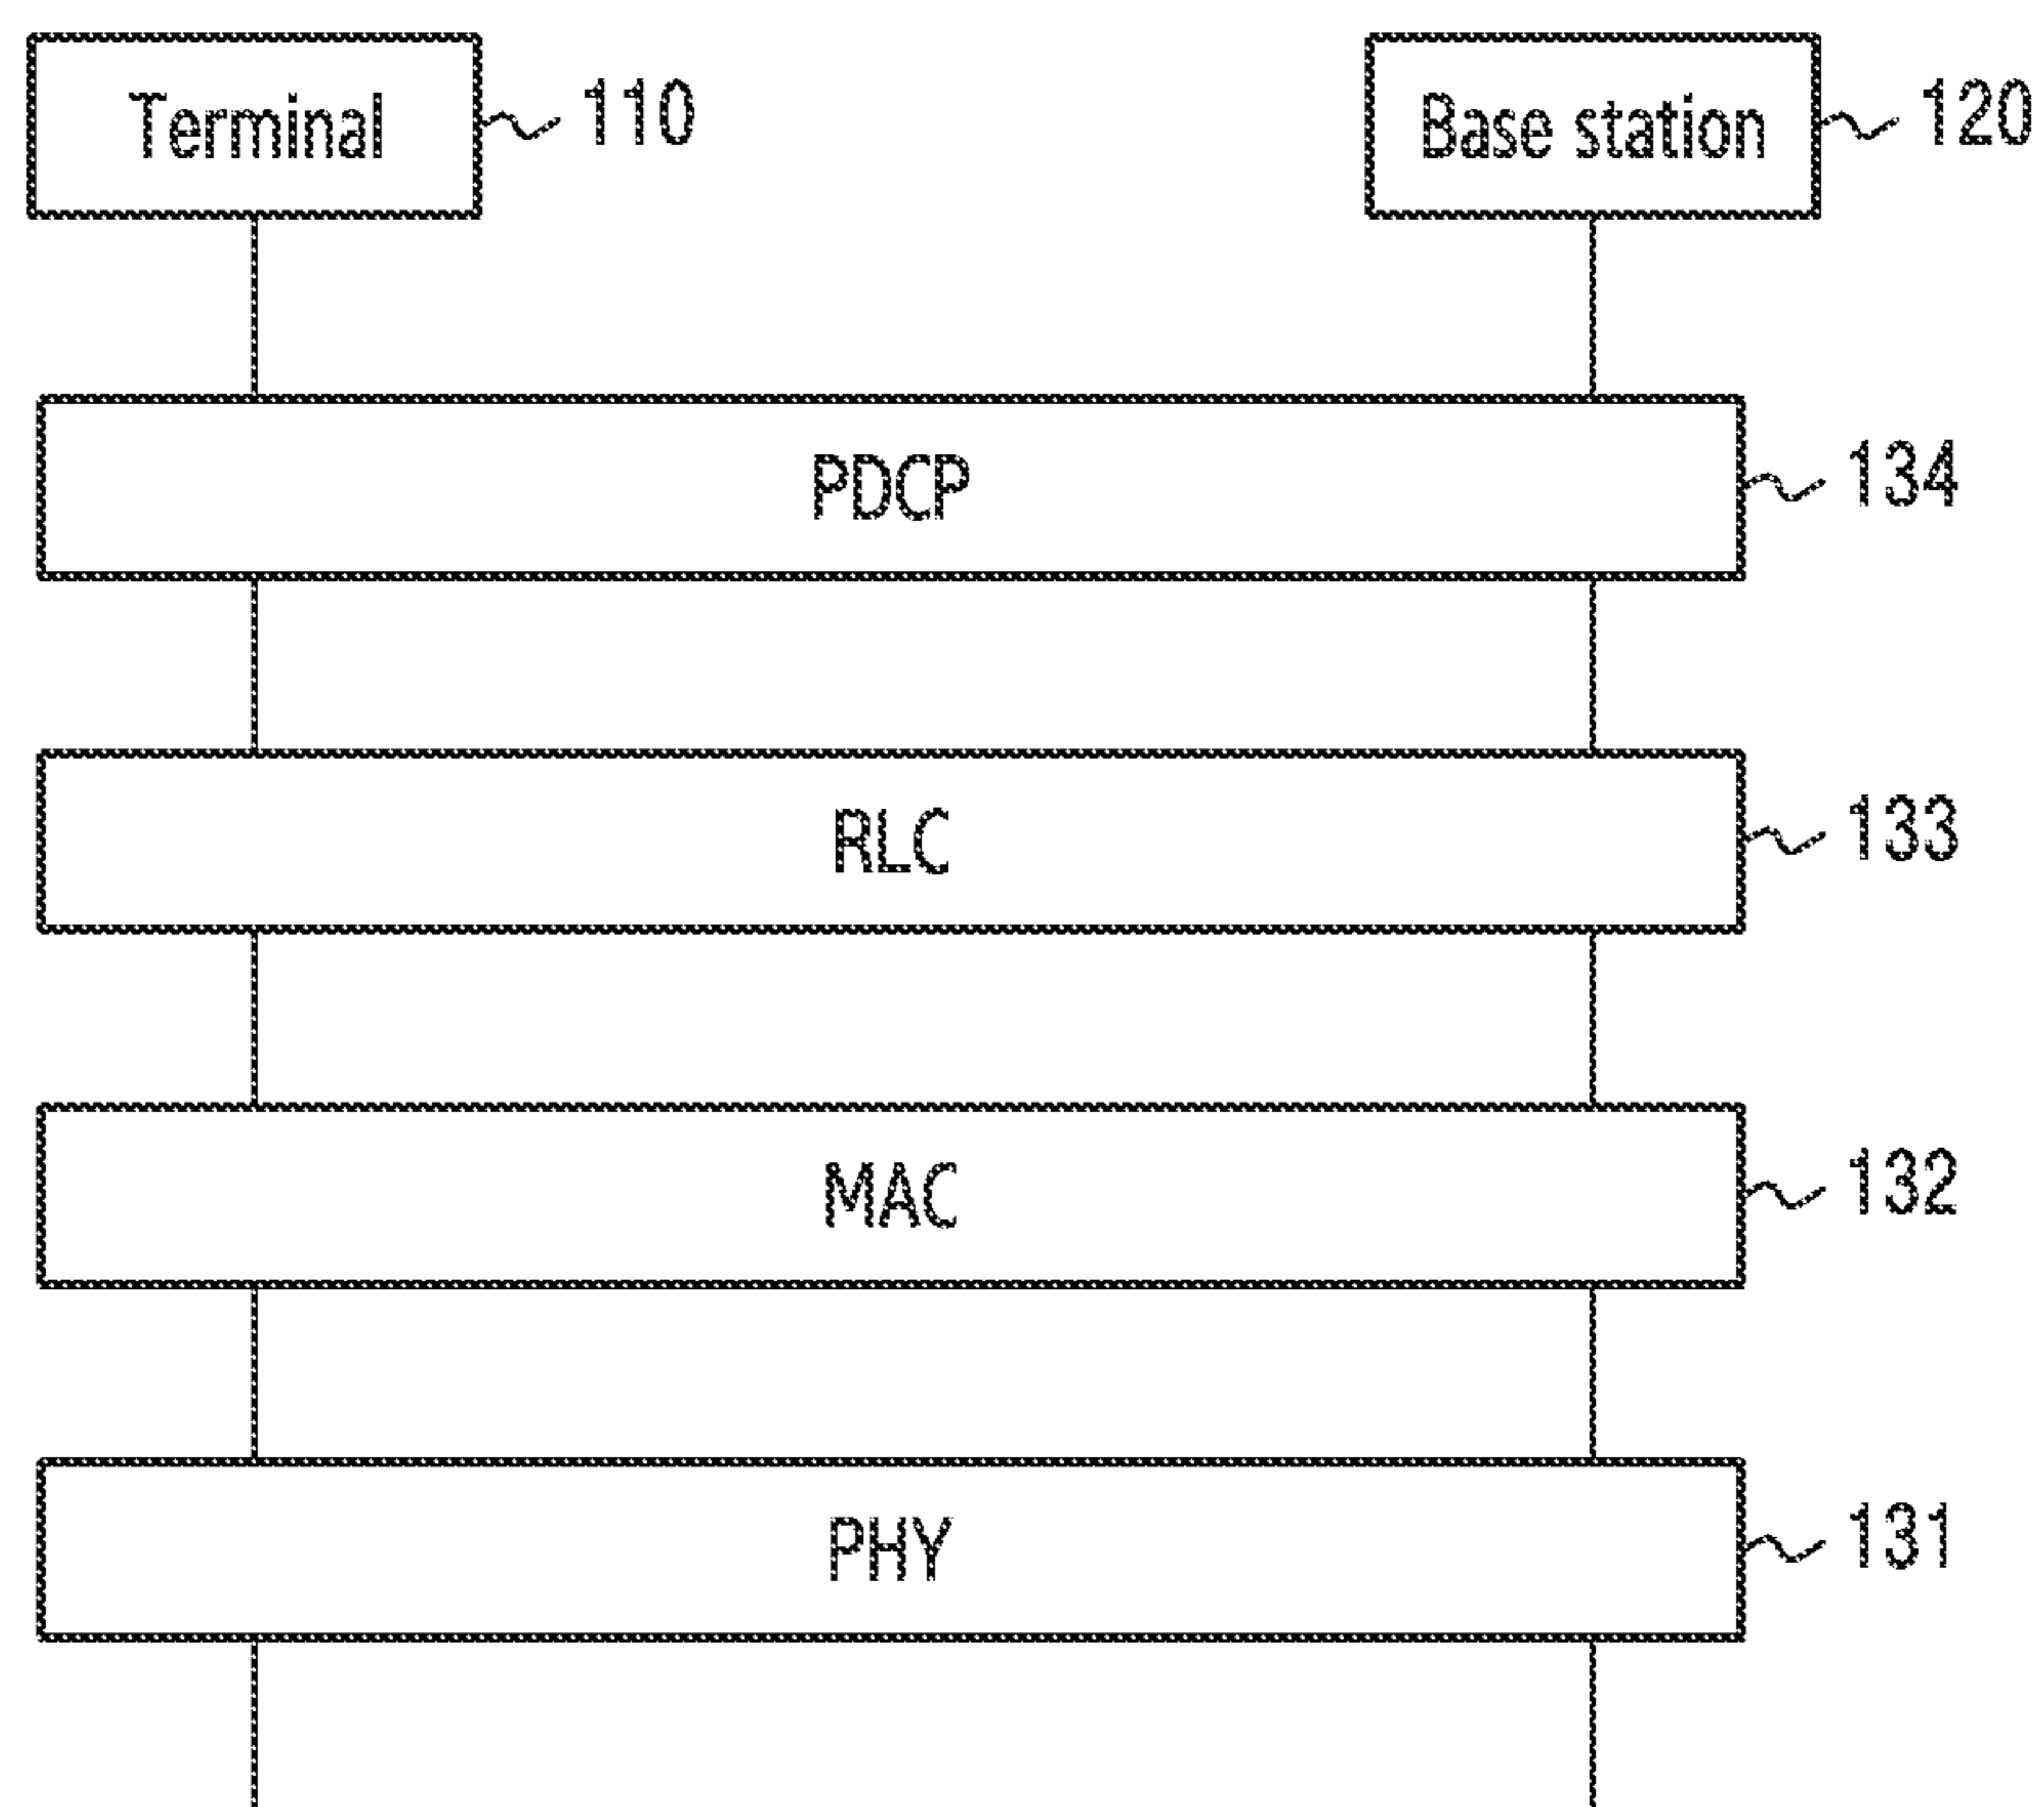 Terminal 110 Base station 120
PDCP 134
RLC 133
MAC 132
PHY 131